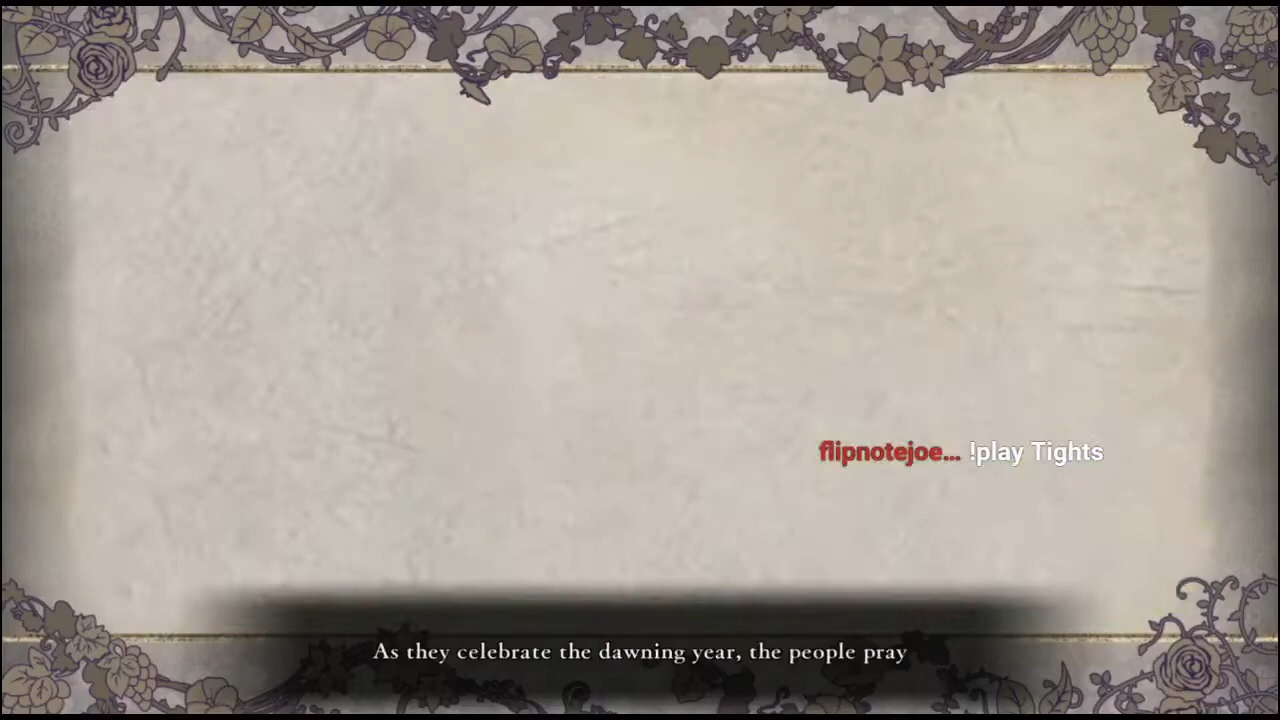 flipnotejoe... !play Tights
As they celebrate the dawning year, the people pray